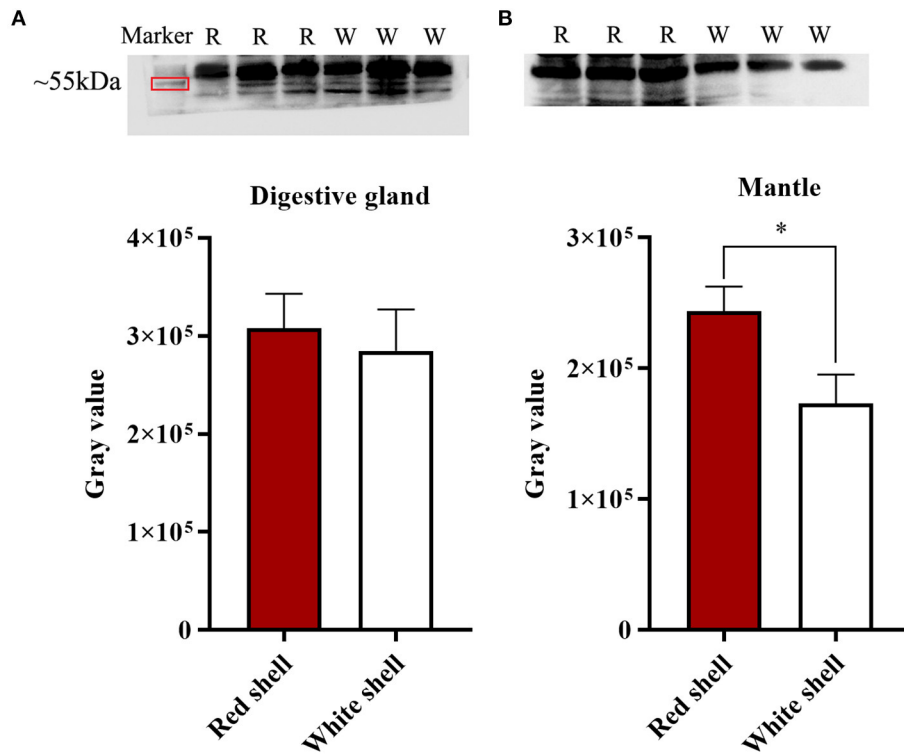 A
Marker R R R W W W
~55kDa
Digestive gland
4×10⁵
3×10⁵
2×10⁵
1×10⁵
0
Gray value
Red shell
White shell
B
R R R W W W
Mantle
*
3×10⁵
2×10⁵
1×10⁵
0
Gray value
Red shell
White shell